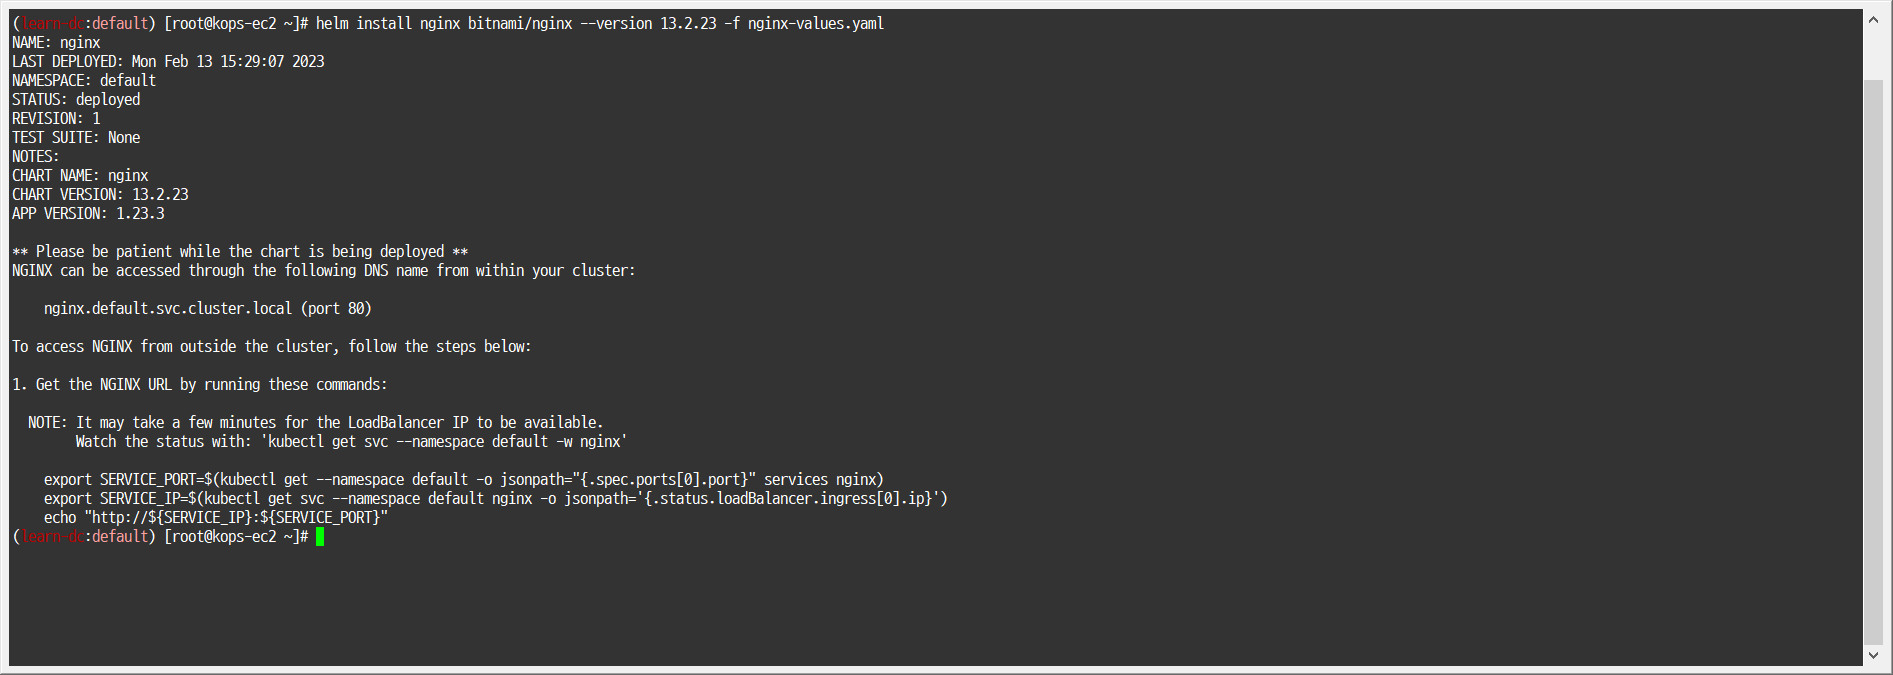 (learn-dc:default) [root@kops-ec2 ~]# helm install nginx bitnami/nginx --version 13.2.23 -f nginx-values.yaml
NAME: nginx
LAST DEPLOYED: Mon Feb 13 15:29:07 2023
NAMESPACE: default
STATUS: deployed
REVISION: 1
TEST SUITE: None
NOTES:
CHART NAME: nginx
CHART VERSION: 13.2.23
APP VERSION: 1.23.3
** Please be patient while the chart is being deployed **
NGINX can be accessed through the following DNS name from within your cluster:
    nginx.default.svc.cluster.local (port 80)
To access NGINX from outside the cluster, follow the steps below:
1. Get the NGINX URL by running these commands:
  NOTE: It may take a few minutes for the LoadBalancer IP to be available.
        Watch the status with: 'kubectl get svc --namespace default -w nginx'
    export SERVICE_PORT=$(kubectl get --namespace default -o jsonpath="{.spec.ports[0].port}" services nginx)
    export SERVICE_IP=$(kubectl get svc --namespace default nginx -o jsonpath='{.status.loadBalancer.ingress[0].ip}')
    echo "http://${SERVICE_IP}:${SERVICE_PORT}"
(learn-dc:default) [root@kops-ec2 ~]#